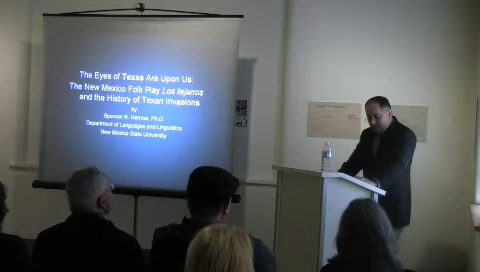 The Eyes of Texas Are Upon Us:
The New Mexico Folk Play Los tejanos
and the History of Texan Invasions
by
Spencer R. Herrera, Ph.D.
Department of Languages and Linguistics
New Mexico State University